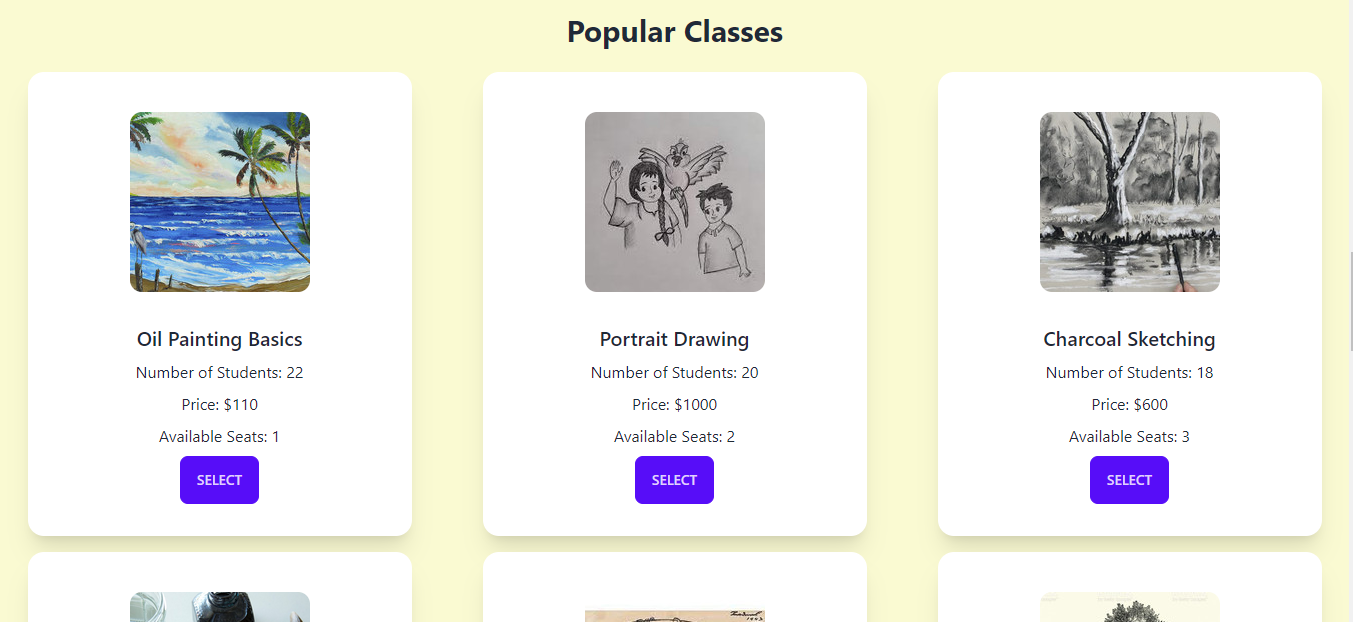 Popular Classes
Oil Painting Basics
Number of Students: 22
Price: $110
Available Seats: 1
SELECT
Portrait Drawing
Number of Students: 20
Price: $1000
Available Seats: 2
SELECT
Charcoal Sketching
Number of Students: 18
Price: $600
Available Seats: 3
SELECT